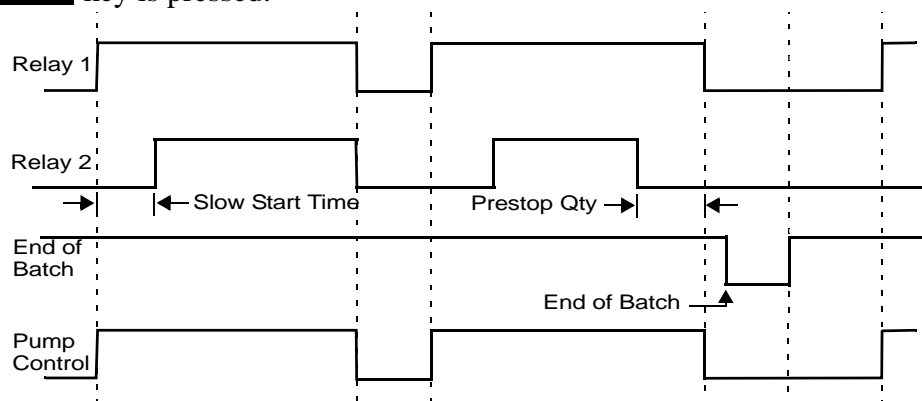 key is pressed.
Relay 1
Relay 2
Slow Start Time
Prestop Qty
End of
Batch
End of Batch
Pump
Control